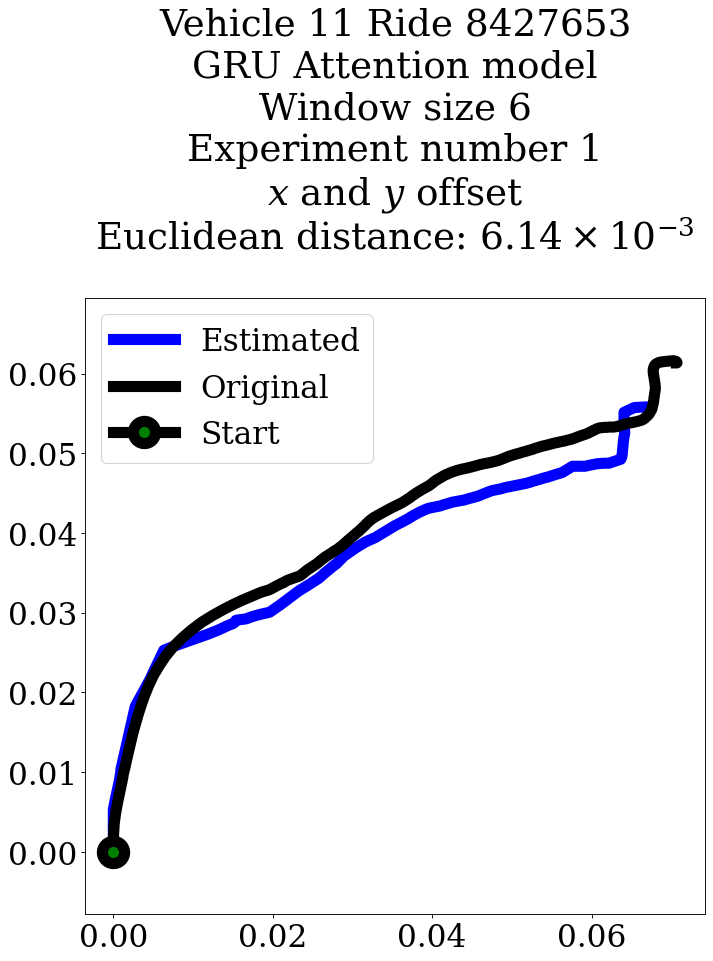 Vehicle 11 Ride 8427653
GRU Attention model
Window size 6
Experiment number 1
x and y offset
Euclidean distance: 6.14 × 10⁻³
Estimated
Original
Start
0.06
0.05
0.04
0.03
0.02
0.01
0.00
0.00 0.02 0.04 0.06